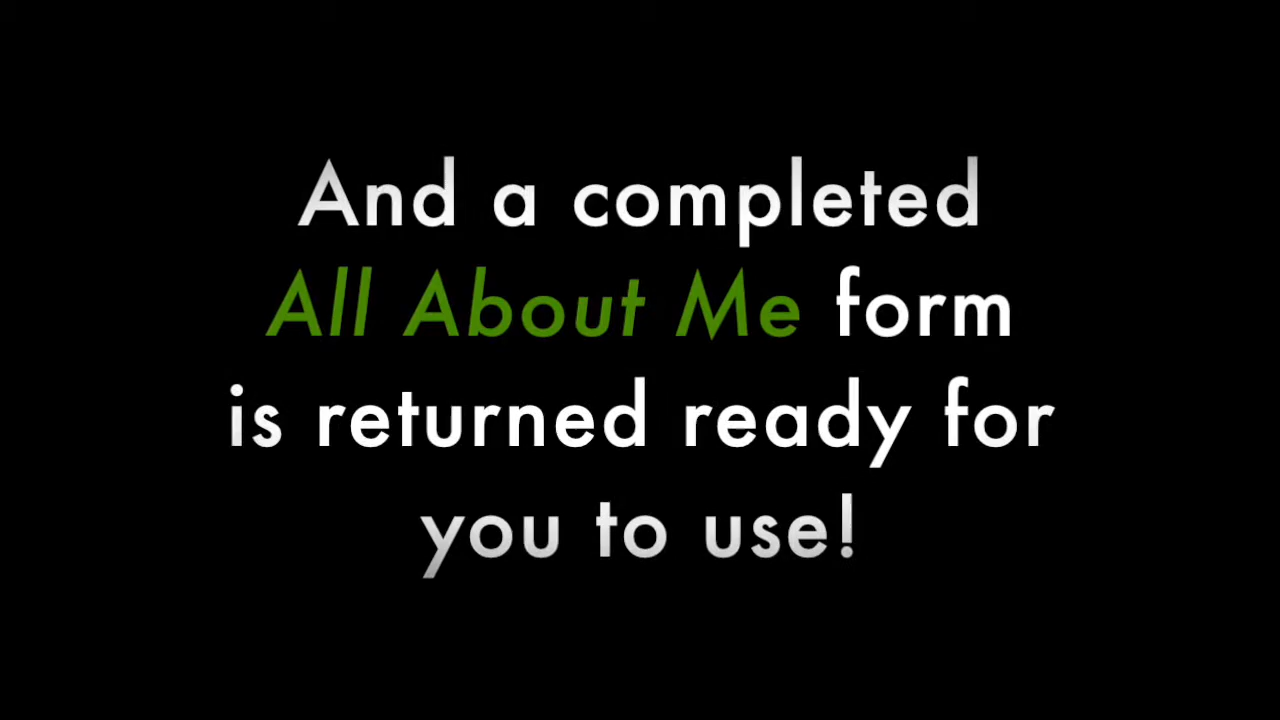 And a completed
All About Me form
is returned ready for
you to use!